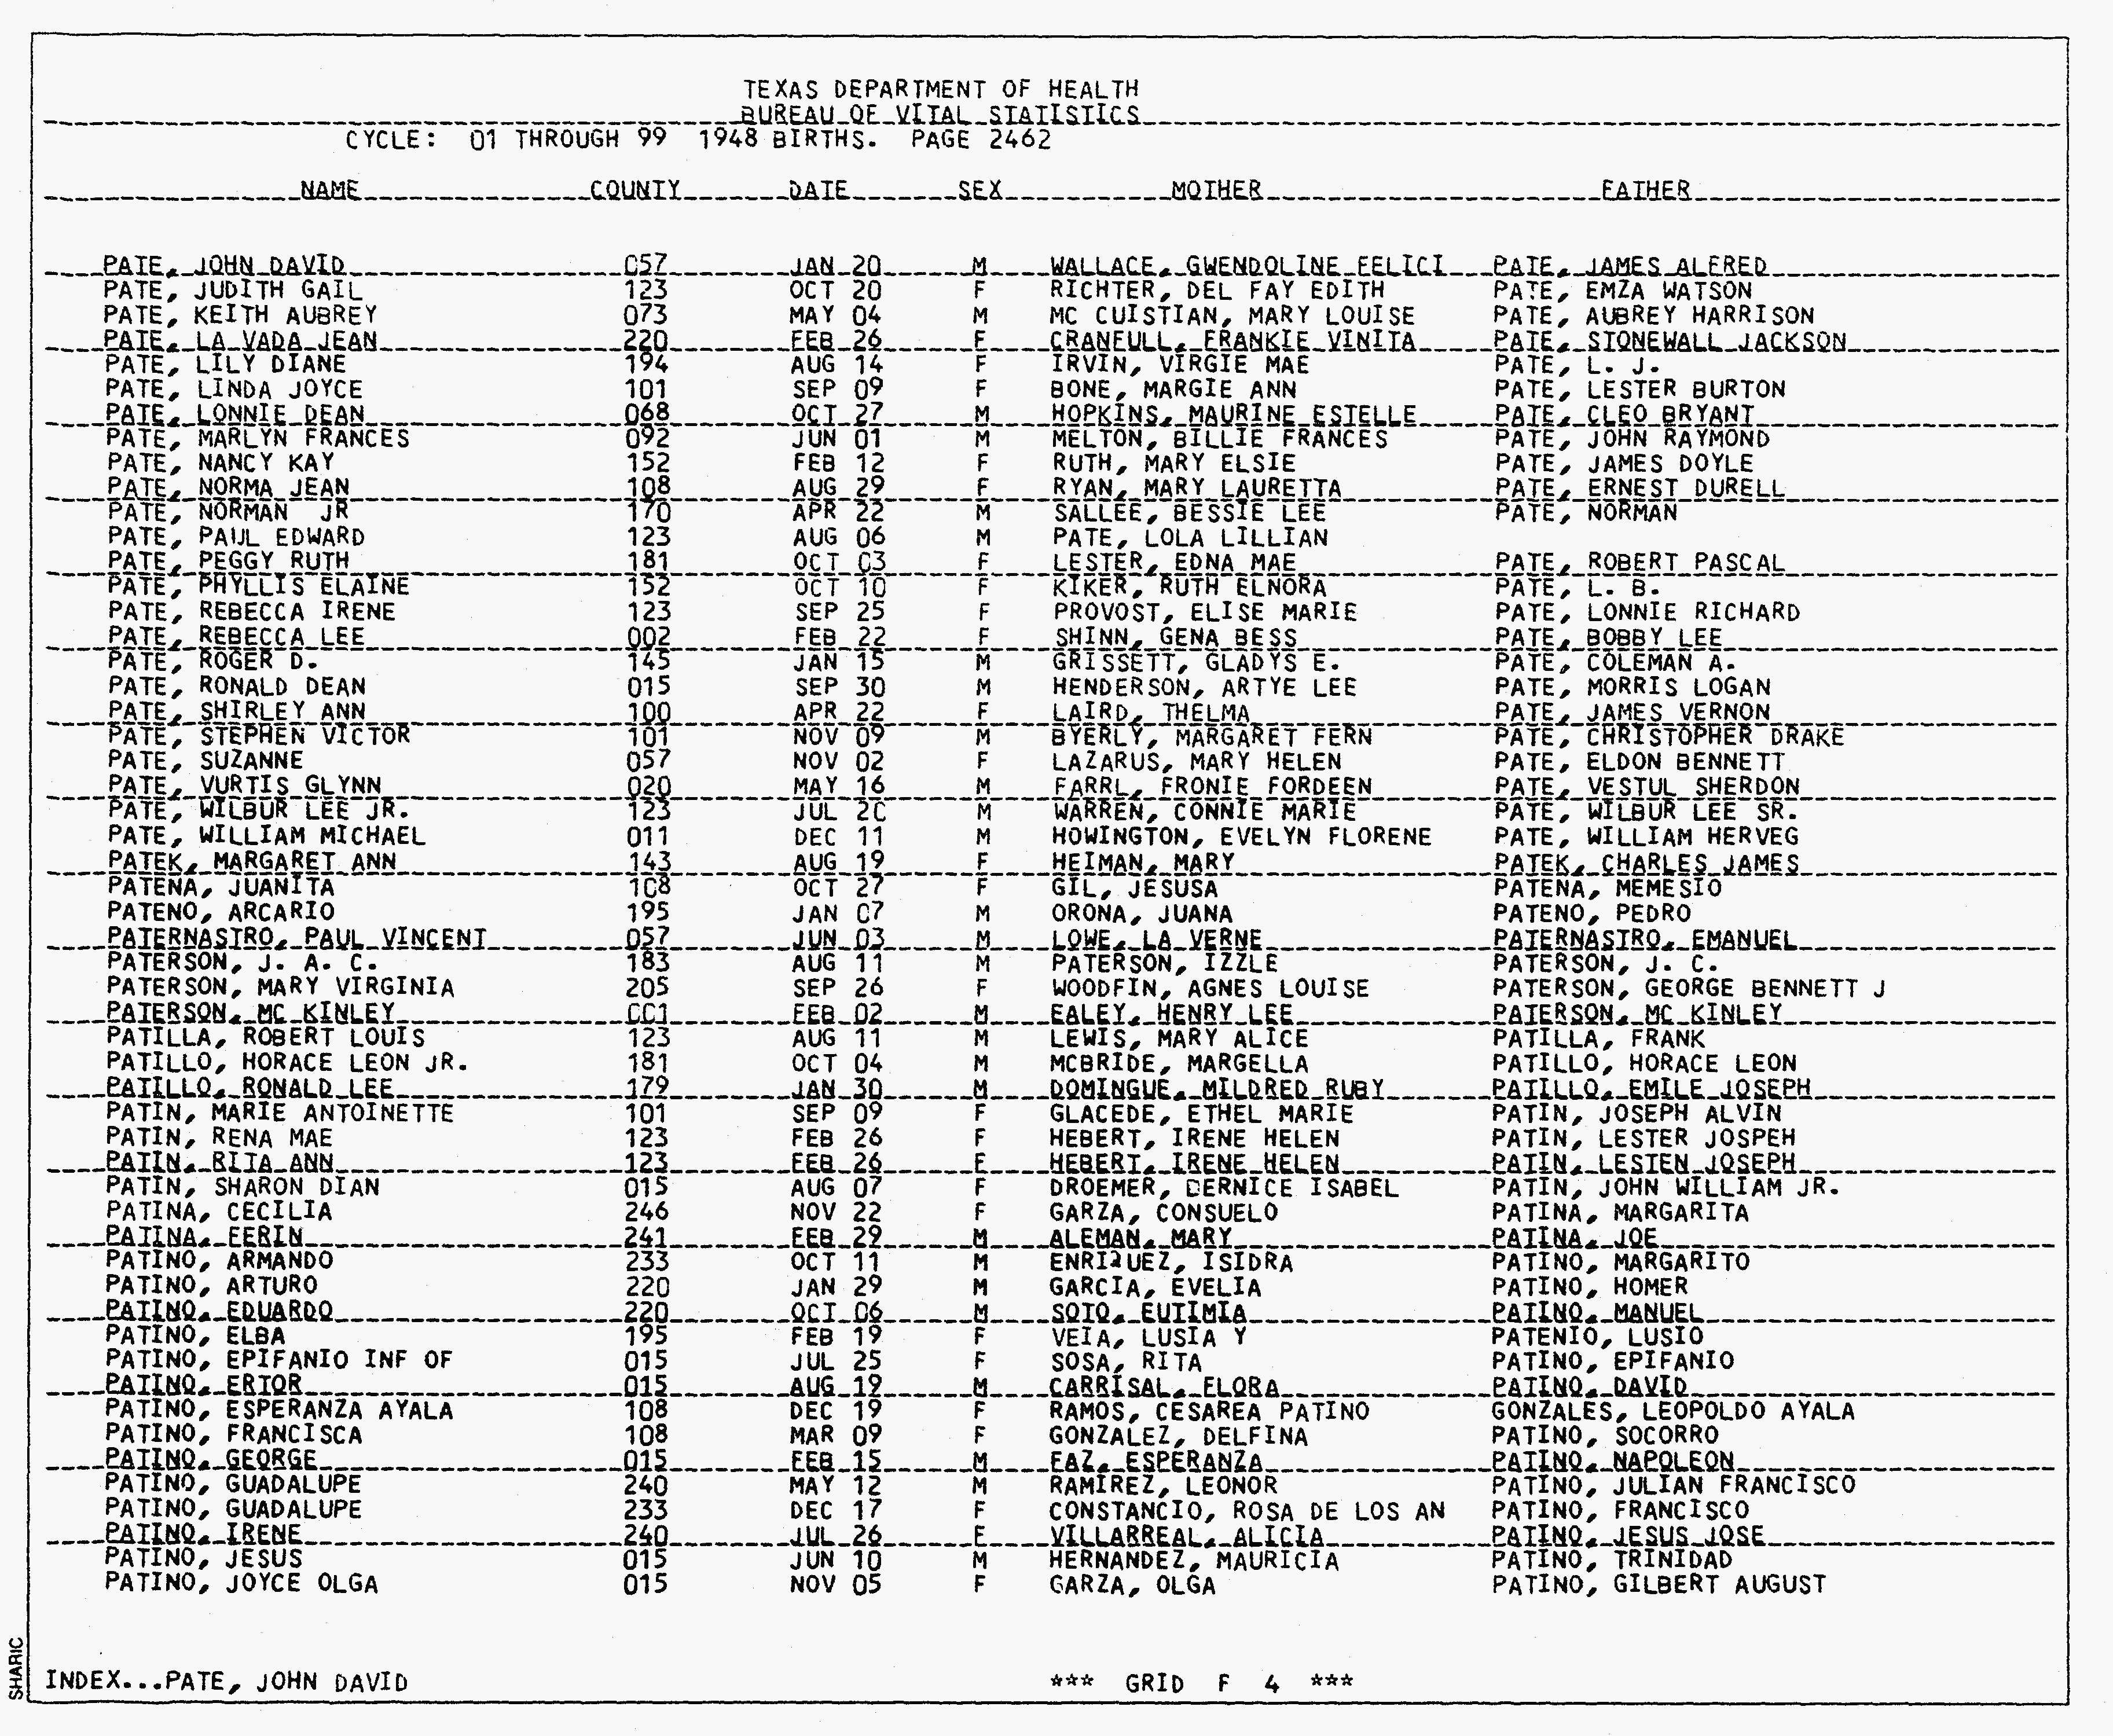 TEXAS DEPARTMENT OF HEALTH
BUREAU OF VITAL STATISTICS
CYCLE: 01 THROUGH 99 1948 BIRTHS. PAGE 2462
NAME COUNTY DATE SEX MOTHER FATHER
PATE, JOHN DAVID 057 JAN 20 M WALLACE, GWENDOLINE FELICI PATE, JAMES ALFRED
PATE, JUDITH GAIL 123 OCT 20 F RICHTER, DEL FAY EDITH PATE, EMZA WATSON
PATE, KEITH AUBREY 073 MAY 04 M MC CUISTIAN, MARY LOUISE PATE, AUBREY HARRISON
PATE, LA VADA JEAN 220 FEB 26 F CRANFULL, FRANKIE VINITA PATE, STONEWALL JACKSON
PATE, LILY DIANE 194 AUG 14 F IRVIN, VIRGIE MAE PATE, L. J.
PATE, LINDA JOYCE 101 SEP 09 F BONE, MARGIE ANN PATE, LESTER BURTON
PATE, LONNIE DEAN 068 OCT 27 M HOPKINS, MAURINE ESTELLE PATE, CLEO BRYANT
PATE, MARLYN FRANCES 092 JUN 01 M MELTON, BILLIE FRANCES PATE, JOHN RAYMOND
PATE, NANCY KAY 152 FEB 12 F RUTH, MARY ELSIE PATE, JAMES DOYLE
PATE, NORMA JEAN 108 AUG 29 F RYAN, MARY LAURETTA PATE, ERNEST DURELL
PATE, NORMAN JR 170 APR 22 M SALLEE, BESSIE LEE PATE, NORMAN
PATE, PAUL EDWARD 123 AUG 06 M PATE, LOLA LILLIAN
PATE, PEGGY RUTH 181 OCT 03 F LESTER, EDNA MAE PATE, ROBERT PASCAL
PATE, PHYLLIS ELAINE 152 OCT 10 F KIKER, RUTH ELNORA PATE, L. B.
PATE, REBECCA IRENE 123 SEP 25 F PROVOST, ELISE MARIE PATE, LONNIE RICHARD
PATE, REBECCA LEE 002 FEB 22 F SHINN, GENA BESS PATE, BOBBY LEE
PATE, ROGER D. 145 JAN 15 M GRISSETT, GLADYS E. PATE, COLEMAN A.
PATE, RONALD DEAN 015 SEP 30 M HENDERSON, ARTYE LEE PATE, MORRIS LOGAN
PATE, SHIRLEY ANN 100 APR 22 F LAIRD, THELMA PATE, JAMES VERNON
PATE, STEPHEN VICTOR 101 NOV 09 M BYERLY, MARGARET FERN PATE, CHRISTOPHER DRAKE
PATE, SUZANNE 057 NOV 02 F LAZARUS, MARY HELEN PATE, ELDON BENNETT
PATE, VURTIS GLYNN 020 MAY 16 M FARRL, FRONIE FORDEEN PATE, VESTUL SHERDON
PATE, WILBUR LEE JR. 123 JUL 20 M WARREN, CONNIE MARIE PATE, WILBUR LEE SR.
PATE, WILLIAM MICHAEL 011 DEC 11 M HOWINGTON, EVELYN FLORENE PATE, WILLIAM HERVEG
PATEK, MARGARET ANN 143 AUG 19 F HEIMAN, MARY PATEK, CHARLES JAMES
PATENA, JUANITA 108 OCT 27 F GIL, JESUSA PATENA, MEMESIO
PATENO, ARCARIO 195 JAN 07 M ORONA, JUANA PATENO, PEDRO
PATERNASTRO, PAUL VINCENT 057 JUN 03 M LOWE, LA VERNE PATERNASTRO, EMANUEL
PATERSON, J. A. C. 183 AUG 11 M PATERSON, IZZLE PATERSON, J. C.
PATERSON, MARY VIRGINIA 205 SEP 26 F WOODFIN, AGNES LOUISE PATERSON, GEORGE BENNETT J
PATERSON, MC KINLEY 001 FEB 02 M EALEY, HENRY LEE PATERSON, MC KINLEY
PATILLA, ROBERT LOUIS 123 AUG 11 M LEWIS, MARY ALICE PATILLA, FRANK
PATILLO, HORACE LEON JR. 181 OCT 04 M MCBRIDE, MARGELLA PATILLO, HORACE LEON
PATILLO, RONALD LEE 179 JAN 30 M DOMINGUE, MILDRED RUBY PATILLO, EMILE JOSEPH
PATIN, MARIE ANTOINETTE 101 SEP 09 F GLACEDE, ETHEL MARIE PATIN, JOSEPH ALVIN
PATIN, RENA MAE 123 FEB 26 F HEBERT, IRENE HELEN PATIN, LESTER JOSPEH
PATIN, RITA ANN 123 FEB 26 F HEBERT, IRENE HELEN PATIN, LESTEN JOSEPH
PATIN, SHARON DIAN 015 AUG 07 F DROEMER, DERNICE ISABEL PATIN, JOHN WILLIAM JR.
PATINA, CECILIA 246 NOV 22 F GARZA, CONSUELO PATINA, MARGARITA
PATINA, FERIN 241 FEB 29 M ALEMAN, MARY PATINA, JOE
PATINO, ARMANDO 233 OCT 11 M ENRIQUEZ, ISIDRA PATINO, MARGARITO
PATINO, ARTURO 220 JAN 29 M GARCIA, EVELIA PATINO, HOMER
PATINO, EDUARDO 220 OCT 06 M SOTO, EUTIMIA PATINO, MANUEL
PATINO, ELBA 195 FEB 19 F VEIA, LUSIA Y PATENIO, LUSIO
PATINO, EPIFANIO INF OF 015 JUL 25 F SOSA, RITA PATINO, EPIFANIO
PATINO, ERTOR 015 AUG 19 M CARRISAL, FLORA PATINO, DAVID
PATINO, ESPERANZA AYALA 108 DEC 19 F RAMOS, CESAREA PATINO GONZALES, LEOPOLDO AYALA
PATINO, FRANCISCA 108 MAR 09 F GONZALEZ, DELFINA PATINO, SOCORRO
PATINO, GEORGE 015 FEB 15 M FAZ, ESPERANZA PATINO, NAPOLEON
PATINO, GUADALUPE 240 MAY 12 M RAMIREZ, LEONOR PATINO, JULIAN FRANCISCO
PATINO, GUADALUPE 233 DEC 17 F CONSTANCIO, ROSA DE LOS AN PATINO, FRANCISCO
PATINO, IRENE 240 JUL 26 F VILLARREAL, ALICIA PATINO, JESUS JOSE
PATINO, JESUS 015 JUN 10 M HERNANDEZ, MAURICIA PATINO, TRINIDAD
PATINO, JOYCE OLGA 015 NOV 05 F GARZA, OLGA PATINO, GILBERT AUGUST
INDEX...PATE, JOHN DAVID *** GRID F 4 ***
SHARIC